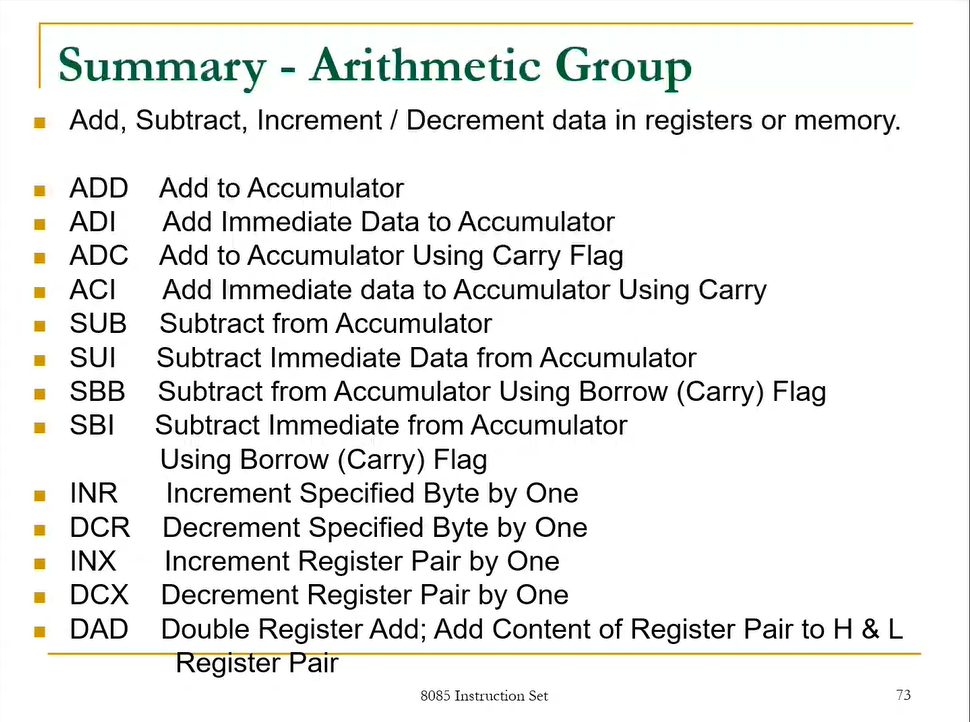 Summary - Arithmetic Group
Add, Subtract, Increment / Decrement data in registers or memory.
ADD Add to Accumulator
ADI Add Immediate Data to Accumulator
ADC Add to Accumulator Using Carry Flag
ACI Add Immediate data to Accumulator Using Carry
SUB Subtract from Accumulator
SUI Subtract Immediate Data from Accumulator
SBB Subtract from Accumulator Using Borrow (Carry) Flag
SBI Subtract Immediate from Accumulator
Using Borrow (Carry) Flag
INR Increment Specified Byte by One
DCR Decrement Specified Byte by One
INX Increment Register Pair by One
DCX Decrement Register Pair by One
DAD Double Register Add; Add Content of Register Pair to H & L
Register Pair
8085 Instruction Set 73